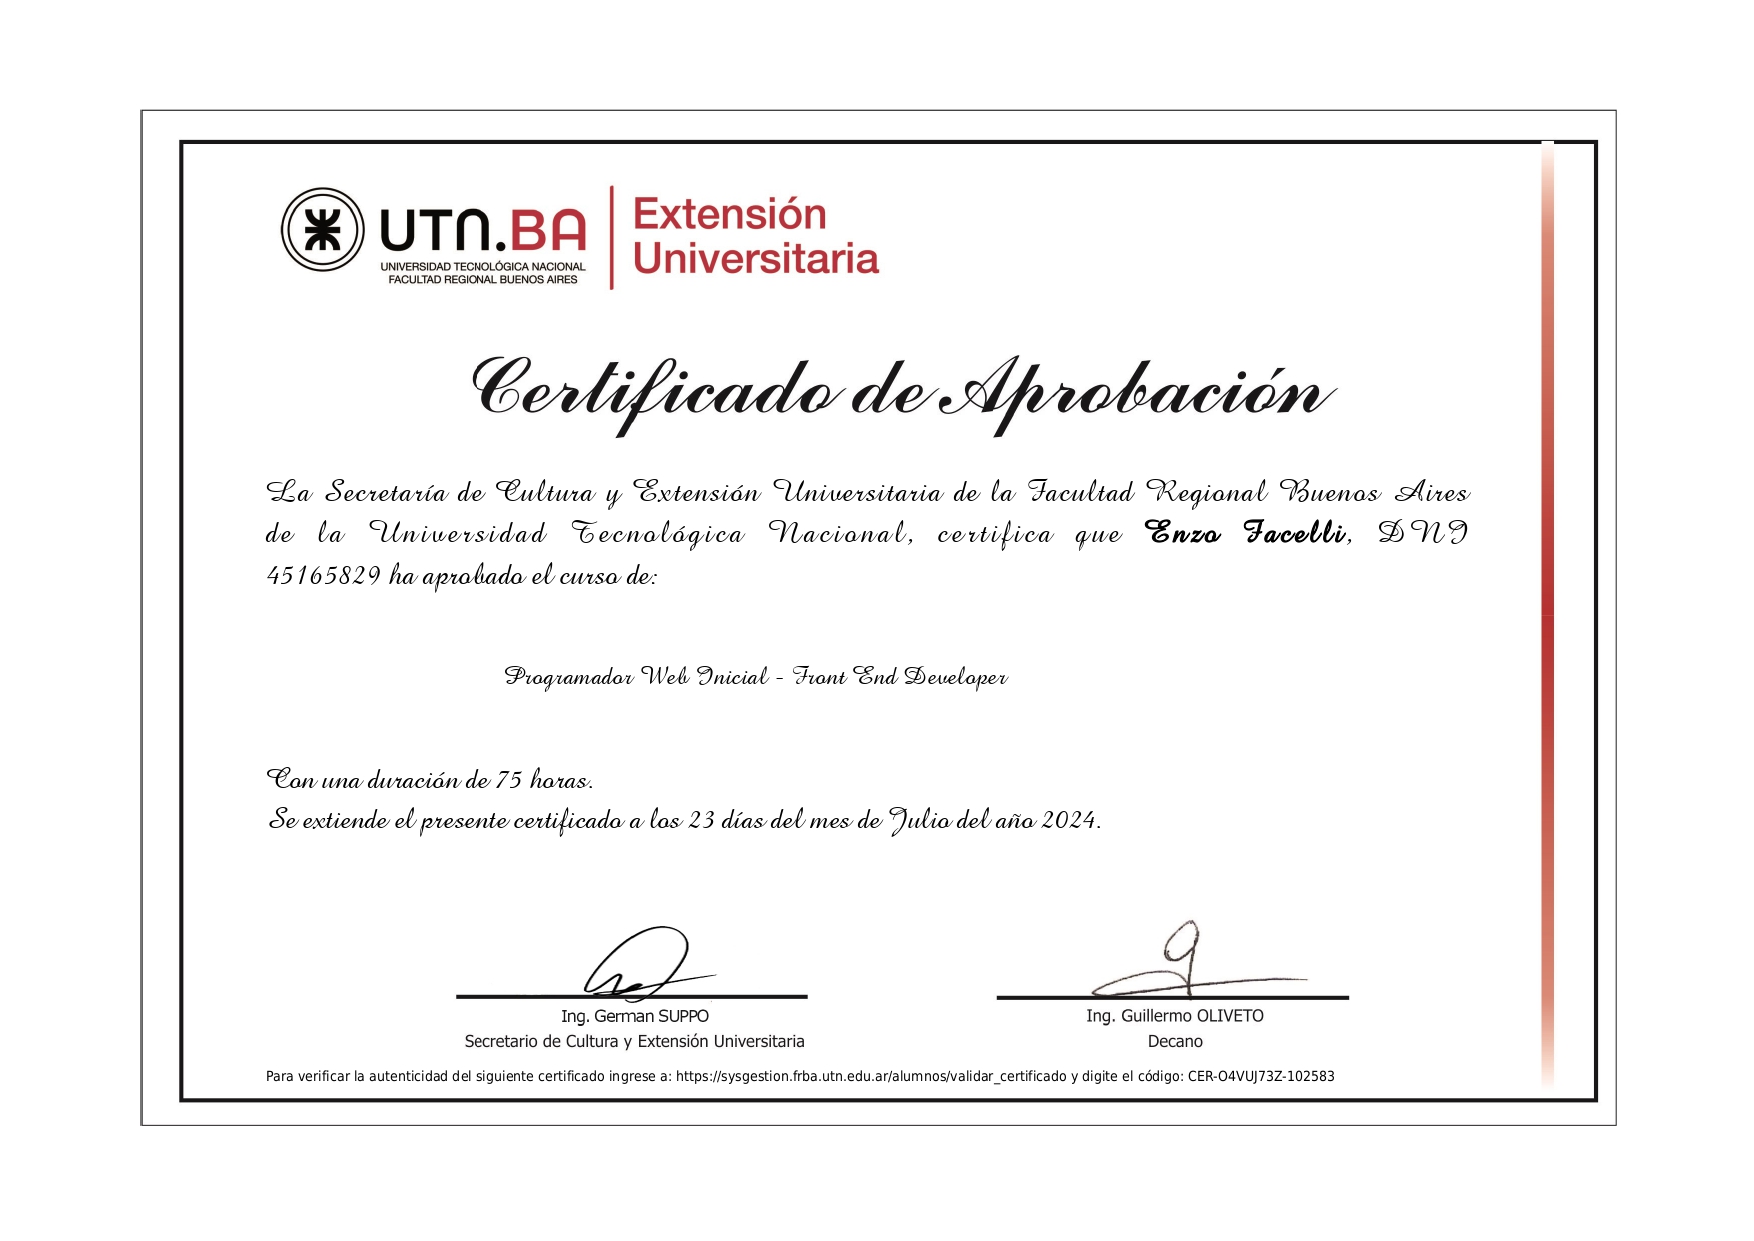 UTN.BA
UNIVERSIDAD TECNOLÓGICA NACIONAL
FACULTAD REGIONAL BUENOS AIRES
Extensión
Universitaria
Certificado de Aprobación
La Secretaría de Cultura y Extensión Universitaria de la Facultad Regional Buenos Aires
de la Universidad Tecnológica Nacional, certifica que Enzo Facelli, DNI
45165829 ha aprobado el curso de:
Programador Web Inicial - Front End Developer
Con una duración de 75 horas.
Se extiende el presente certificado a los 23 días del mes de Julio del año 2024.
Ing. German SUPPO
Secretario de Cultura y Extensión Universitaria
Ing. Guillermo OLIVETO
Decano
Para verificar la autenticidad del siguiente certificado ingrese a: https://sysgestion.frba.utn.edu.ar/alumnos/validar_certificado y digite el código: CER-O4VUJ73Z-102583